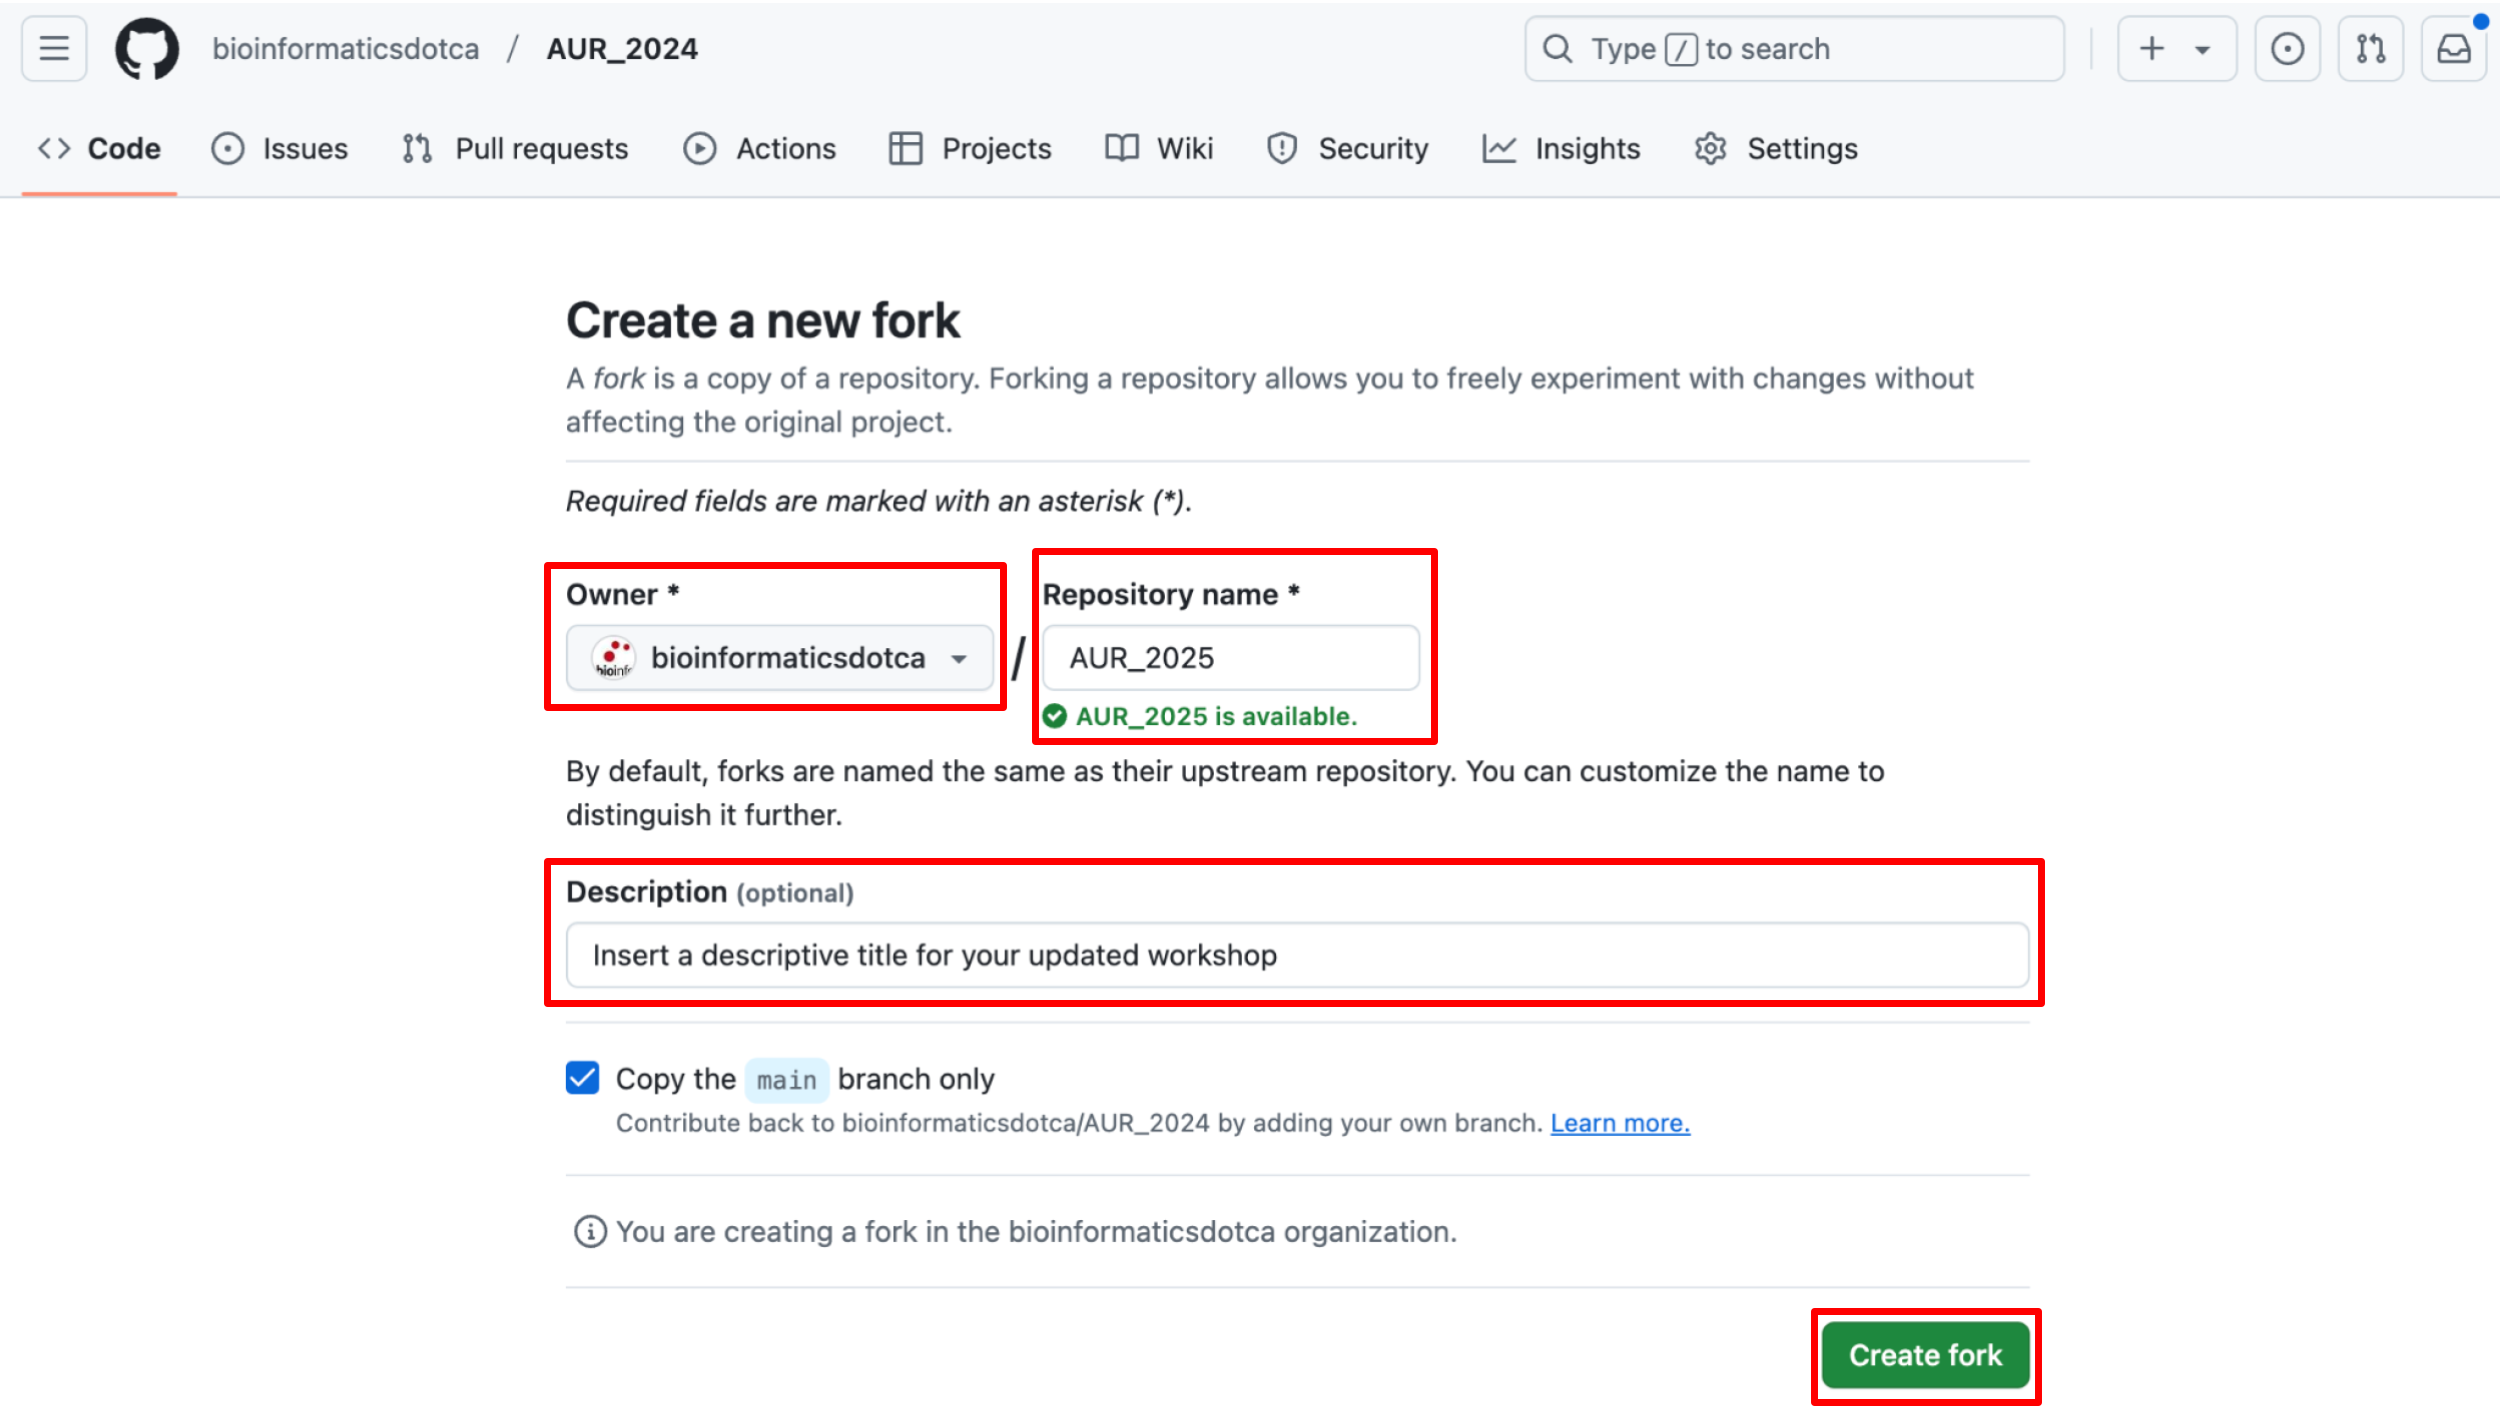 bioinformaticsdotca / AUR_2024
Type / to search
Code Issues Pull requests Actions Projects Wiki Security Insights Settings
Create a new fork
A fork is a copy of a repository. Forking a repository allows you to freely experiment with changes without
affecting the original project.
Required fields are marked with an asterisk (*).
Owner * Repository name *
bioinformaticsdotca / AUR_2025
AUR_2025 is available.
By default, forks are named the same as their upstream repository. You can customize the name to
distinguish it further.
Description (optional)
Insert a descriptive title for your updated workshop
Copy the main branch only
Contribute back to bioinformaticsdotca/AUR_2024 by adding your own branch. Learn more.
You are creating a fork in the bioinformaticsdotca organization.
Create fork